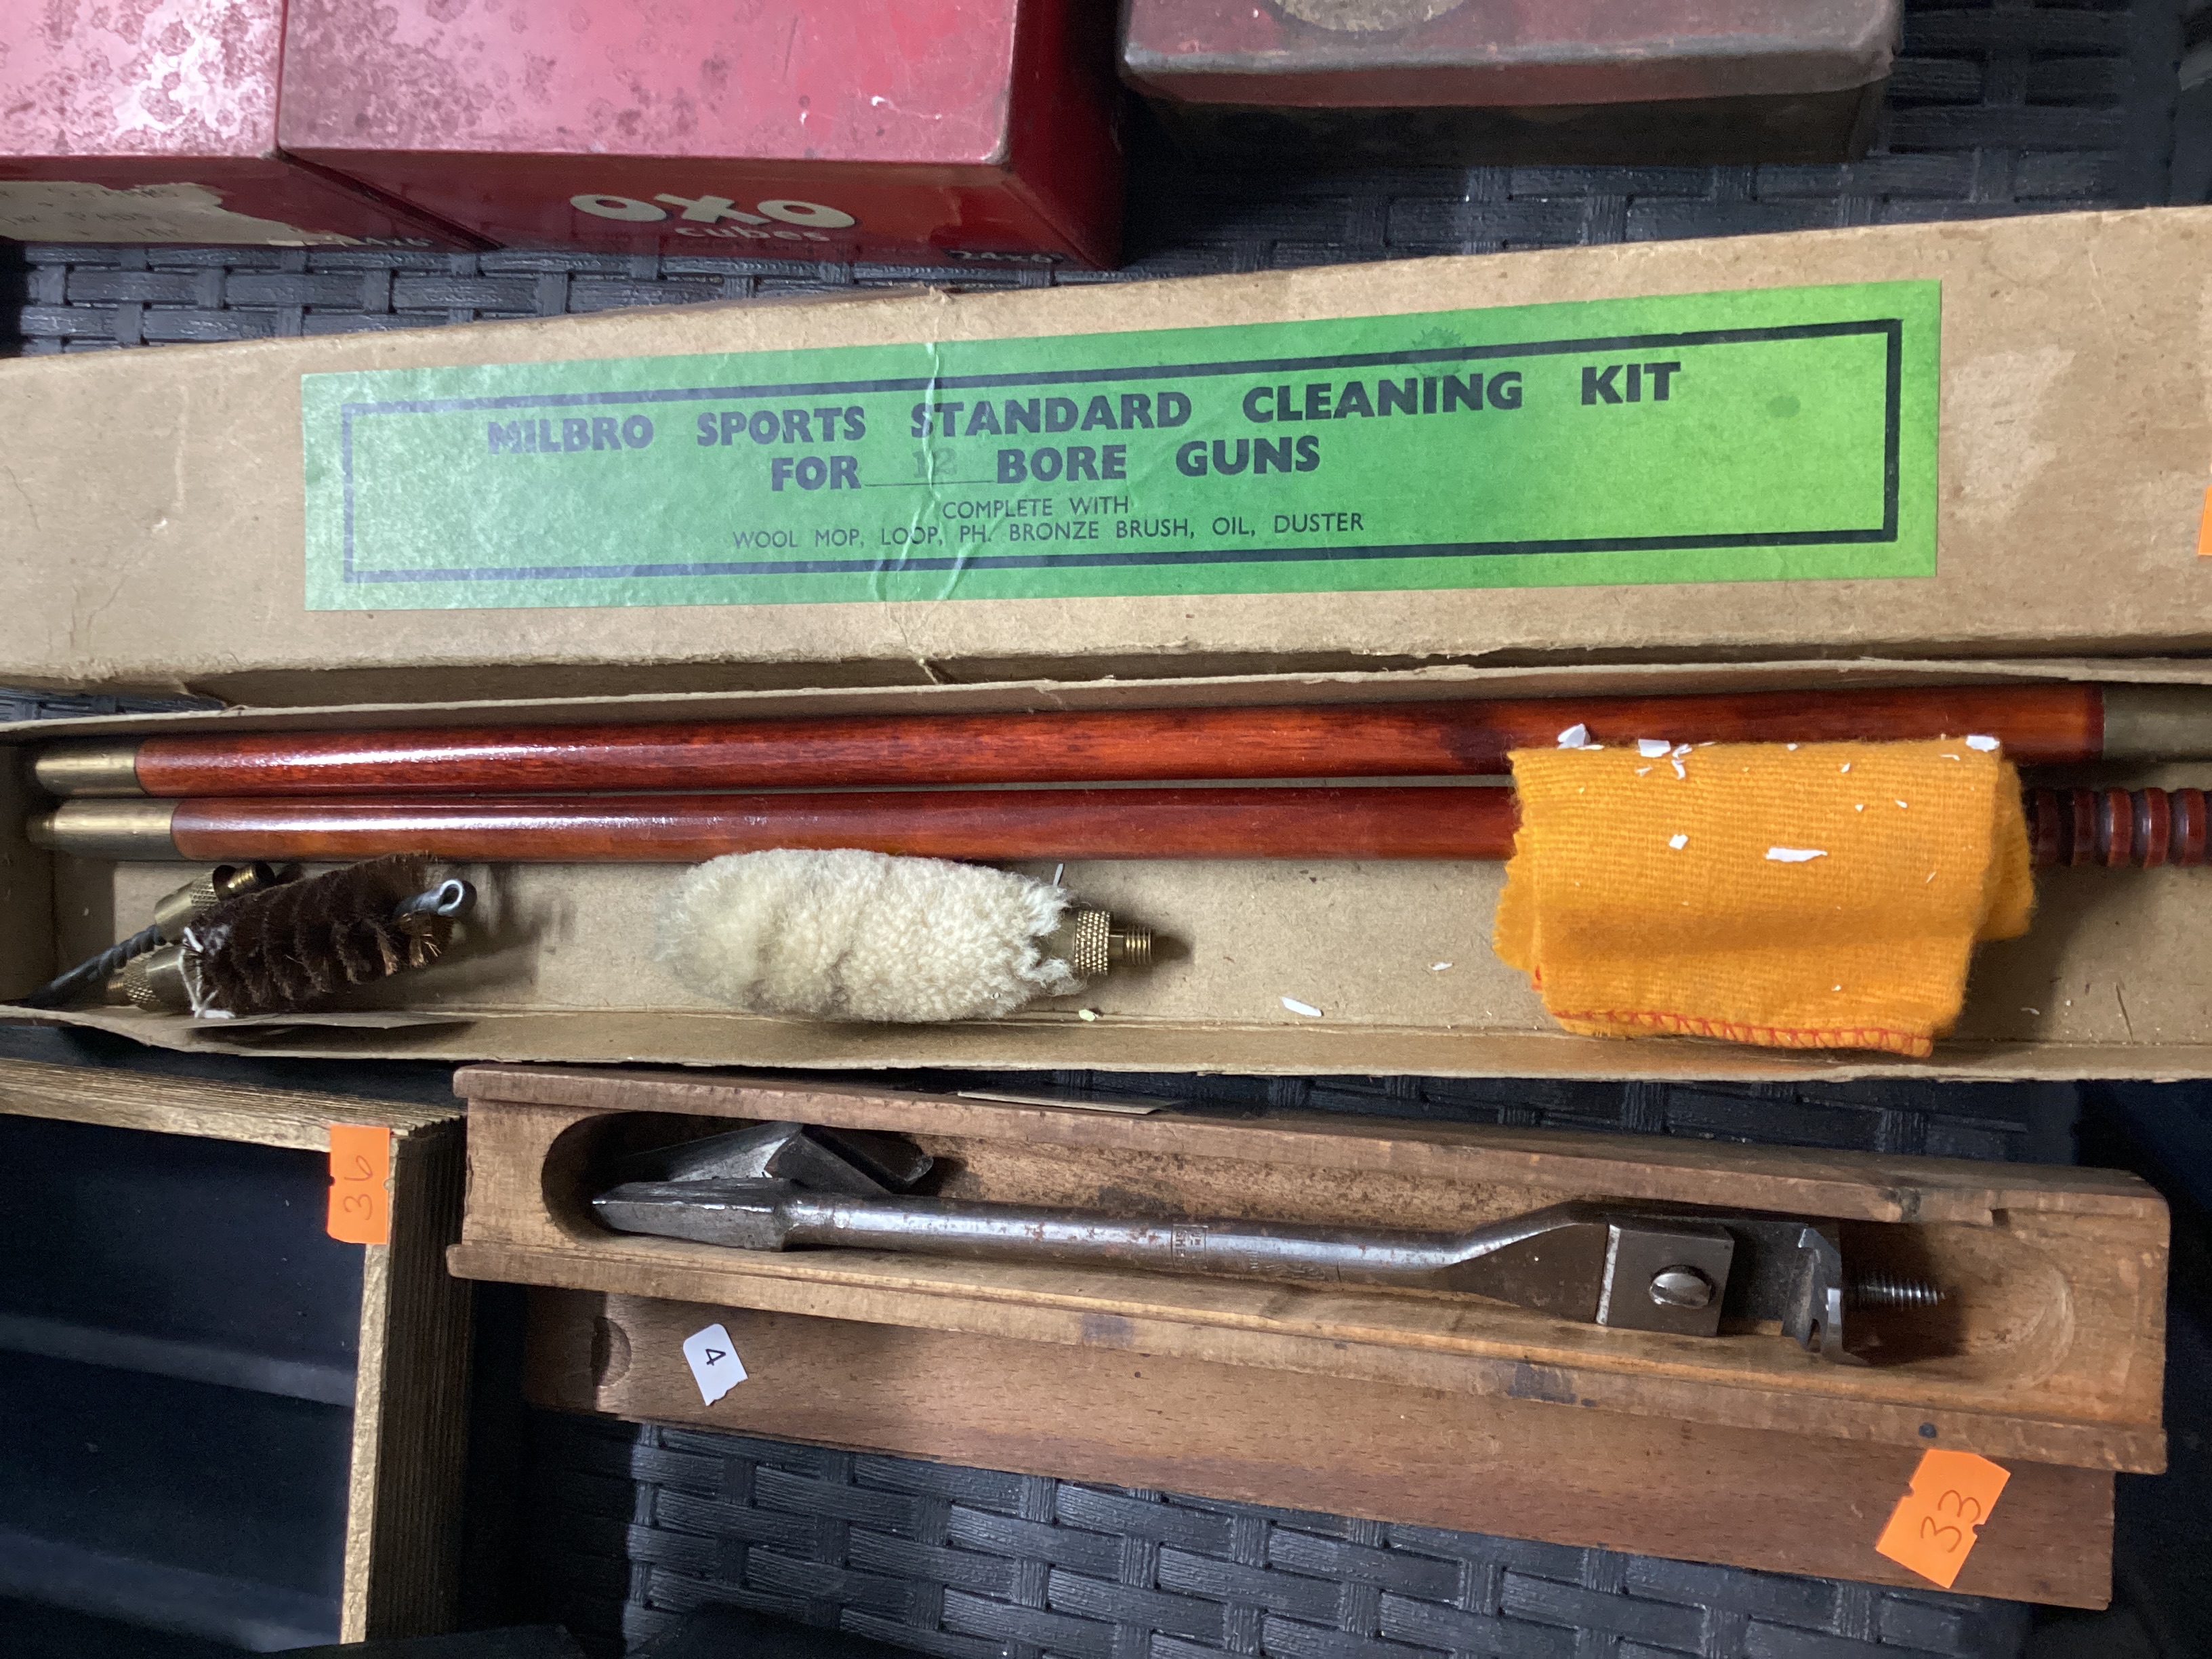 OXO
cubes
24x6
MILBRO SPORTS STANDARD CLEANING KIT
FOR 12 BORE GUNS
COMPLETE WITH
WOOL MOP, LOOP, PH. BRONZE BRUSH, OIL, DUSTER
36
4
33